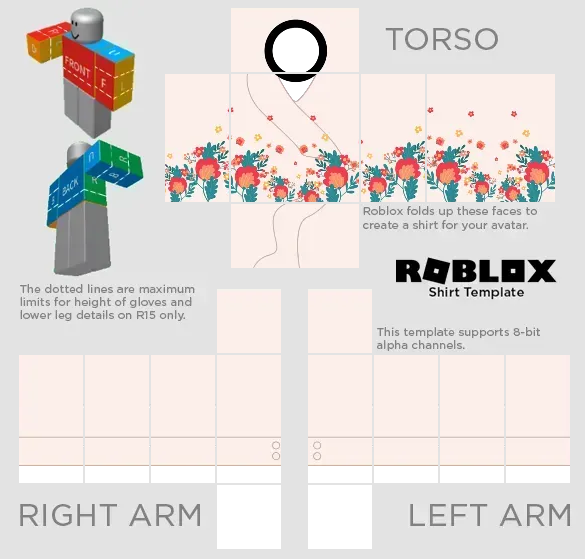 TORSO
FRONT
F
L
BACK
R
Roblox folds up these faces to
create a shirt for your avatar.
ROBLOX
Shirt Template
The dotted lines are maximum
limits for height of gloves and
lower leg details on R15 only.
This template supports 8-bit
alpha channels.
RIGHT ARM
LEFT ARM